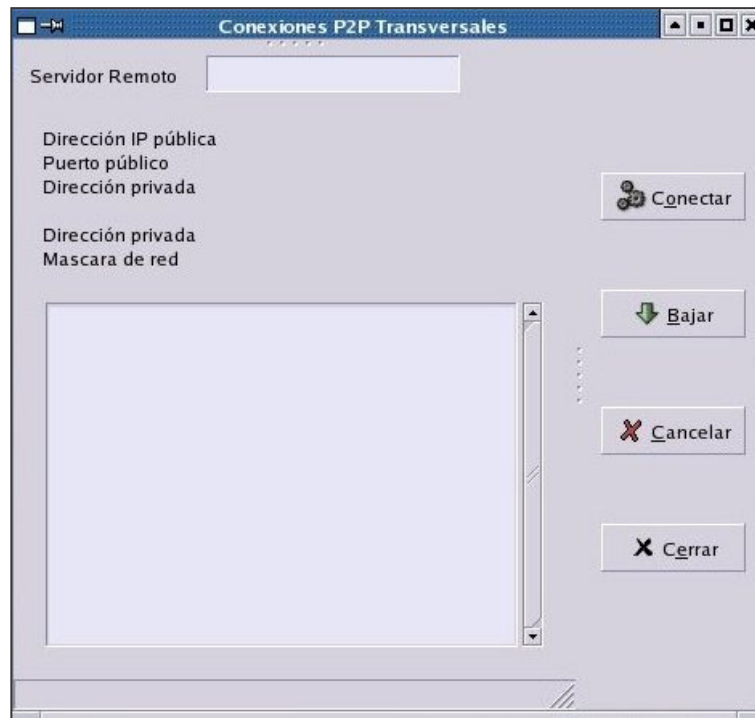 Conexiones P2P Transversales
Servidor Remoto
Dirección IP pública
Puerto público
Dirección privada
Conectar
Dirección privada
Mascara de red
Bajar
Cancelar
Cerrar